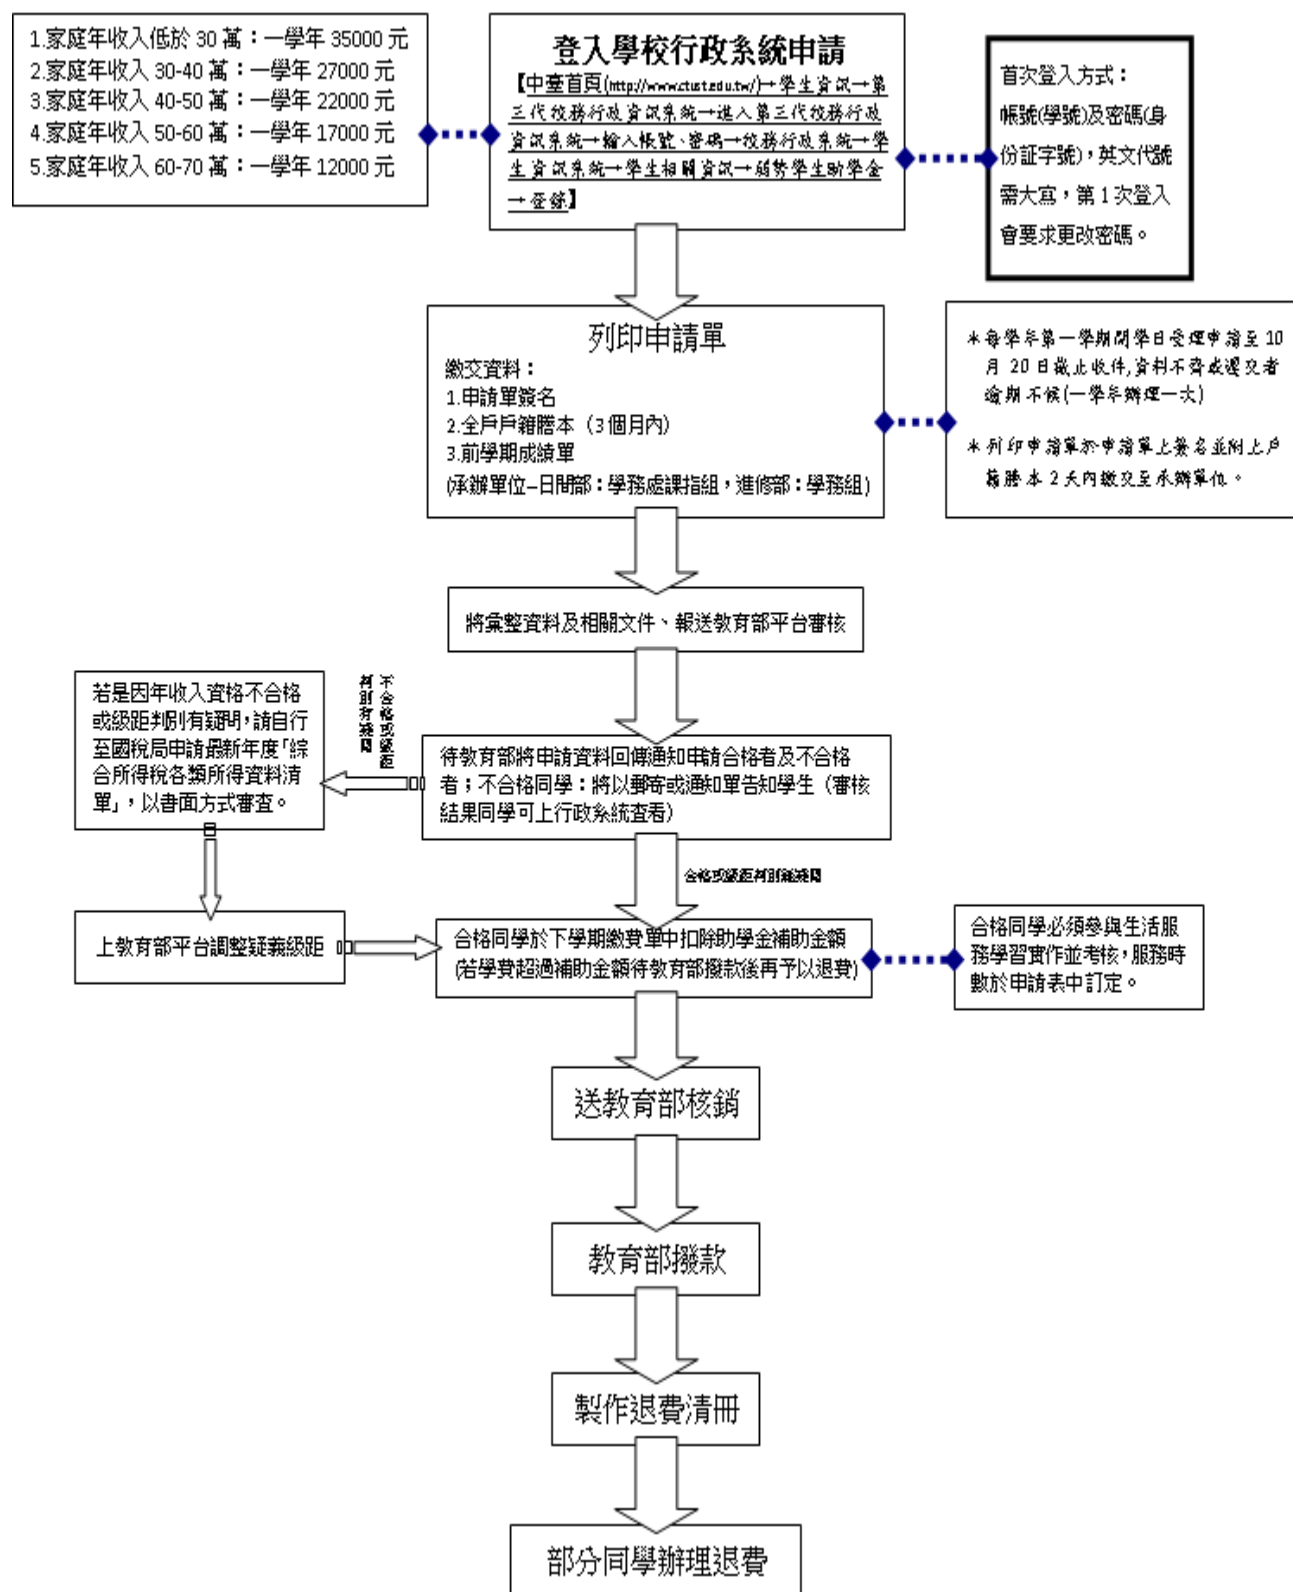 1.家庭年收入低於 30 萬：一學年 35000 元
2.家庭年收入 30-40 萬：一學年 27000 元
3.家庭年收入 40-50 萬：一學年 22000 元
4.家庭年收入 50-60 萬：一學年 17000 元
5.家庭年收入 60-70 萬：一學年 12000 元
登入學校行政系統申請
【中臺首頁(http://www.ctust.edu.tw/)→學生資訊→第
三代校務行政資訊系統→進入第三代校務行政
資訊系統→輸入帳號、密碼→校務行政系統→學
生資訊系統→學生相關資訊→弱勢學生助學金
→登錄】
首次登入方式：
帳號(學號)及密碼(身
份証字號)，英文代號
需大寫，第 1 次登入
會要求更改密碼。
列印申請單
繳交資料：
1.申請單簽名
2.全戶戶籍謄本（3 個月內）
3.前學期成績單
(承辦單位–日間部：學務處課指組，進修部：學務組)
＊每學年第一學期開學日受理申請至 10
月 20 日截止收件,資料不齊或遲交者
逾期不候(一學年辦理一次)
＊列印申請單於申請單上簽名並附上戶
籍謄本 2 天內繳交至承辦單位。
將彙整資料及相關文件、報送教育部平台審核
若是因年收入資格不合格
或級距判別有疑問，請自行
至國稅局申請最新年度「綜
合所得稅各類所得資料清
單」，以書面方式審查。
不合格或級距
判別有疑問
待教育部將申請資料回傳通知申請合格者及不合格
者；不合格同學：將以郵寄或通知單告知學生（審核
結果同學可上行政系統查看）
合格或級距判別無疑問
上教育部平台調整疑義級距
合格同學於下學期繳費單中扣除助學金補助金額
(若學費超過補助金額待教育部撥款後再予以退費)
合格同學必須參與生活服
務學習實作並考核，服務時
數於申請表中訂定。
送教育部核銷
教育部撥款
製作退費清冊
部分同學辦理退費